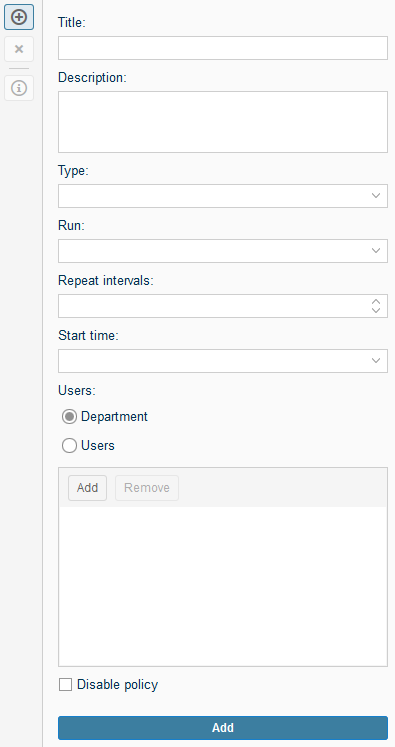 Title:
Description:
Type:
Run:
Repeat intervals:
Start time:
Users:
Department
Users
Add Remove
Disable policy
Add